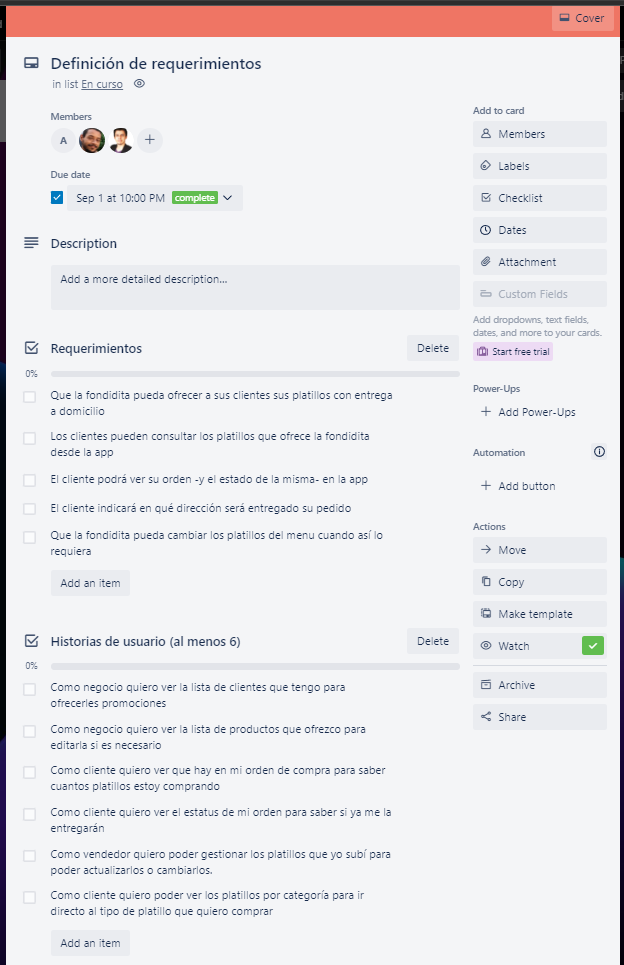 Cover
Definición de requerimientos
in list En curso
Members
A
Due date
Sep 1 at 10:00 PM complete
Description
Add a more detailed description...
Requerimientos
Delete
0%
Que la fondidita pueda ofrecer a sus clientes sus platillos con entrega
a domicilio
Los clientes pueden consultar los platillos que ofrece la fondidita
desde la app
El cliente podrá ver su orden -y el estado de la misma- en la app
El cliente indicará en qué dirección será entregado su pedido
Que la fondidita pueda cambiar los platillos del menu cuando así lo
requiera
Add an item
Historias de usuario (al menos 6)
Delete
0%
Como negocio quiero ver la lista de clientes que tengo para
ofrecerles promociones
Como negocio quiero ver la lista de productos que ofrezco para
editarla si es necesario
Como cliente quiero ver que hay en mi orden de compra para saber
cuantos platillos estoy comprando
Como cliente quiero ver el estatus de mi orden para saber si ya me la
entregarán
Como vendedor quiero poder gestionar los platillos que yo subí para
poder actualizarlos o cambiarlos.
Como cliente quiero poder ver los platillos por categoría para ir
directo al tipo de platillo que quiero comprar
Add an item
Add to card
Members
Labels
Checklist
Dates
Attachment
Custom Fields
Add dropdowns, text fields,
dates, and more to your cards.
Start free trial
Power-Ups
Add Power-Ups
Automation
Add button
Actions
Move
Copy
Make template
Watch
Archive
Share